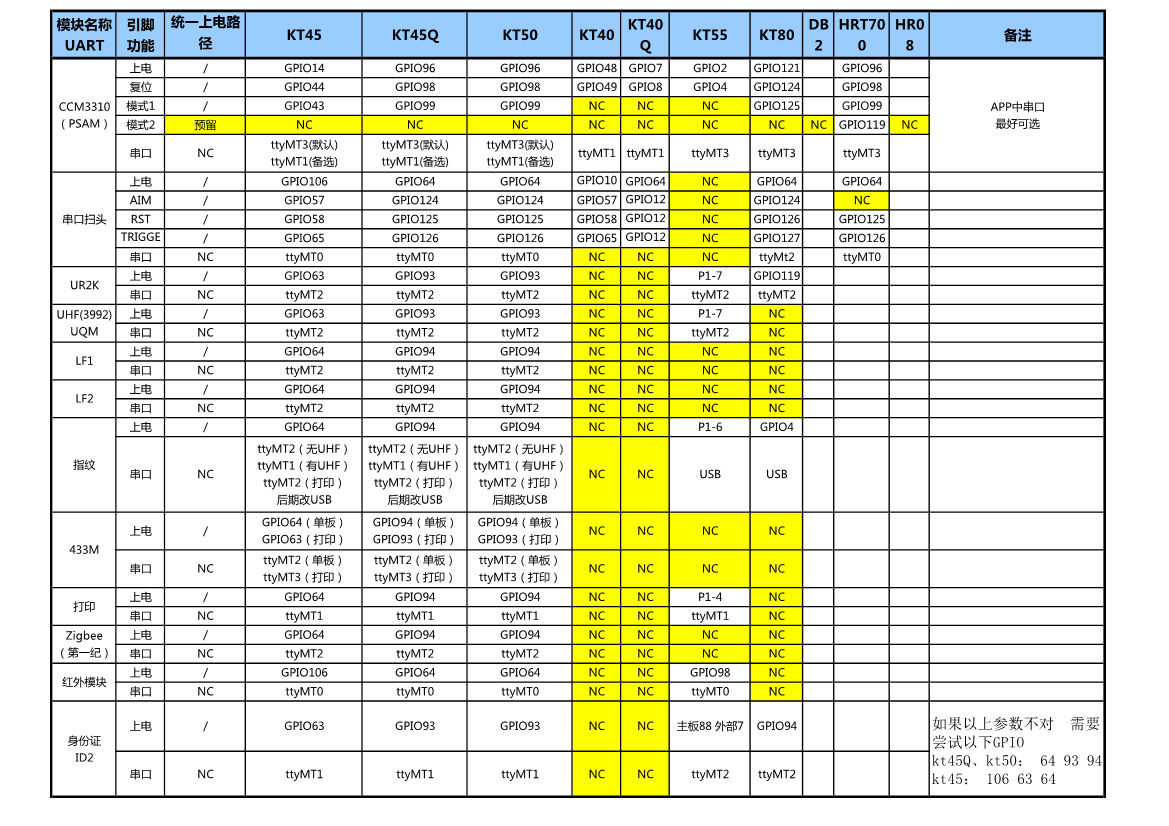 模块名称 引脚 统一上电路 KT45 KT45Q KT50 KT40 KT40 KT55 KT80 DB HRT70 HR0 备注
UART 功能 径 Q 2 0 8
CCM3310
（PSAM）
上电 / GPIO14 GPIO96 GPIO96 GPIO48 GPIO7 GPIO2 GPIO121 GPIO96
复位 / GPIO44 GPIO98 GPIO98 GPIO49 GPIO8 GPIO4 GPIO124 GPIO98
模式1 / GPIO43 GPIO99 GPIO99 NC NC NC GPIO125 GPIO99
模式2 预留 NC NC NC NC NC NC NC NC GPIO119 NC
串口 NC ttyMT3(默认) ttyMT3(默认) ttyMT3(默认) ttyMT1 ttyMT1 ttyMT3 ttyMT3 ttyMT3
ttyMT1(备选) ttyMT1(备选) ttyMT1(备选)
APP中串口
最好可选
串口扫头
上电 / GPIO106 GPIO64 GPIO64 GPIO10 GPIO64 NC GPIO64 GPIO64
AIM / GPIO57 GPIO124 GPIO124 GPIO57 GPIO12 NC GPIO124 NC
RST / GPIO58 GPIO125 GPIO125 GPIO58 GPIO12 NC GPIO126 GPIO125
TRIGGE / GPIO65 GPIO126 GPIO126 GPIO65 GPIO12 NC GPIO127 GPIO126
串口 NC ttyMT0 ttyMT0 ttyMT0 NC NC NC ttyMt2 ttyMT0
UR2K
上电 / GPIO63 GPIO93 GPIO93 NC NC P1-7 GPIO119
串口 NC ttyMT2 ttyMT2 ttyMT2 NC NC ttyMT2 ttyMT2
UHF(3992)
UQM
上电 / GPIO63 GPIO93 GPIO93 NC NC P1-7 NC
串口 NC ttyMT2 ttyMT2 ttyMT2 NC NC ttyMT2 NC
LF1
上电 / GPIO64 GPIO94 GPIO94 NC NC NC NC
串口 NC ttyMT2 ttyMT2 ttyMT2 NC NC NC NC
LF2
上电 / GPIO64 GPIO94 GPIO94 NC NC NC NC
串口 NC ttyMT2 ttyMT2 ttyMT2 NC NC NC NC
指纹
上电 / GPIO64 GPIO94 GPIO94 NC NC P1-6 GPIO4
串口 NC ttyMT2（无UHF） ttyMT2（无UHF） ttyMT2（无UHF） NC NC USB USB
ttyMT1（有UHF） ttyMT1（有UHF） ttyMT1（有UHF）
ttyMT2（打印） ttyMT2（打印） ttyMT2（打印）
后期改USB 后期改USB 后期改USB
433M
上电 / GPIO64（单板） GPIO94（单板） GPIO94（单板） NC NC NC NC
GPIO63（打印） GPIO93（打印） GPIO93（打印）
串口 NC ttyMT2（单板） ttyMT2（单板） ttyMT2（单板） NC NC NC NC
ttyMT3（打印） ttyMT3（打印） ttyMT3（打印）
打印
上电 / GPIO64 GPIO94 GPIO94 NC NC P1-4 NC
串口 NC ttyMT1 ttyMT1 ttyMT1 NC NC ttyMT1 NC
Zigbee
（第一纪）
上电 / GPIO64 GPIO94 GPIO94 NC NC NC NC
串口 NC ttyMT2 ttyMT2 ttyMT2 NC NC NC NC
红外模块
上电 / GPIO106 GPIO64 GPIO64 NC NC GPIO98 NC
串口 NC ttyMT0 ttyMT0 ttyMT0 NC NC ttyMT0 NC
身份证
ID2
上电 / GPIO63 GPIO93 GPIO93 NC NC 主板88 外部7 GPIO94
串口 NC ttyMT1 ttyMT1 ttyMT1 NC NC ttyMT2 ttyMT2
如果以上参数不对 需要
尝试以下GPIO
kt45Q、kt50： 64 93 94
kt45： 106 63 64